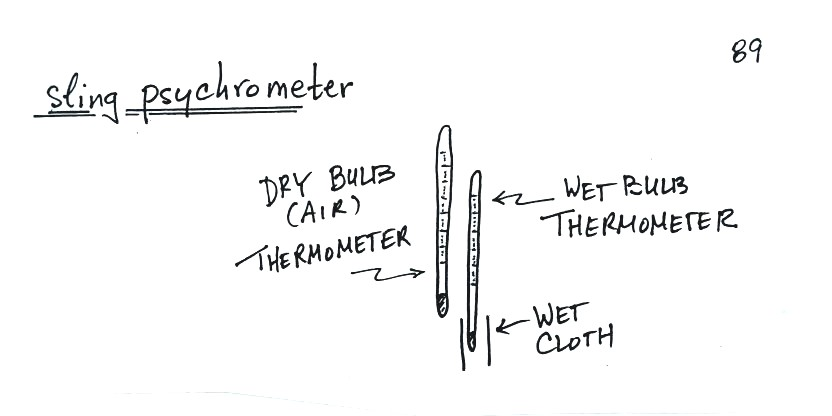 89
sling psychrometer
DRY BULB
(AIR)
THERMOMETER
WET BULB
THERMOMETER
WET
CLOTH